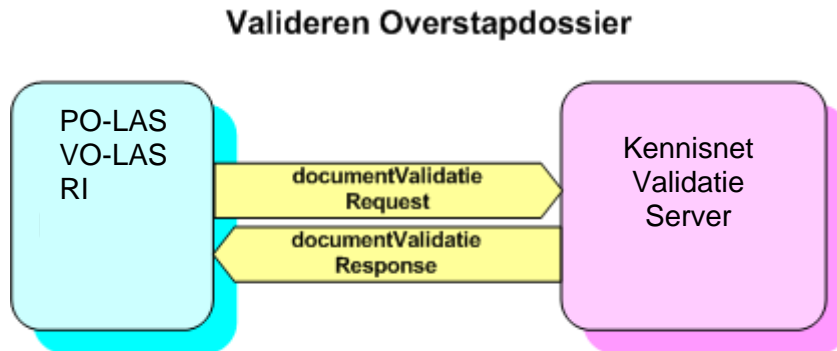 Valideren Overstapdossier
PO-LAS
VO-LAS
RI
documentValidatie
Request
documentValidatie
Response
Kennisnet
Validatie
Server